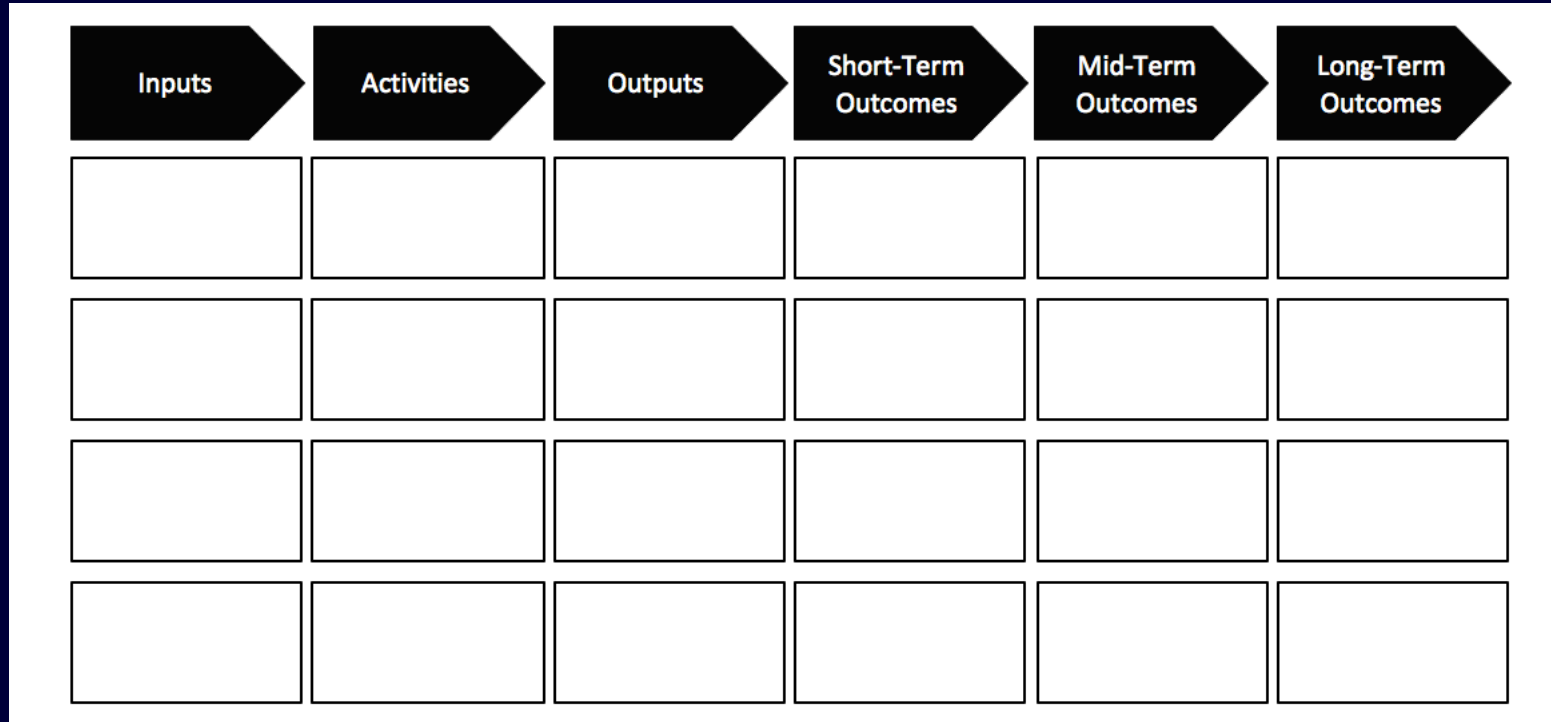 Inputs
Activities
Outputs
Short-Term
Outcomes
Mid-Term
Outcomes
Long-Term
Outcomes